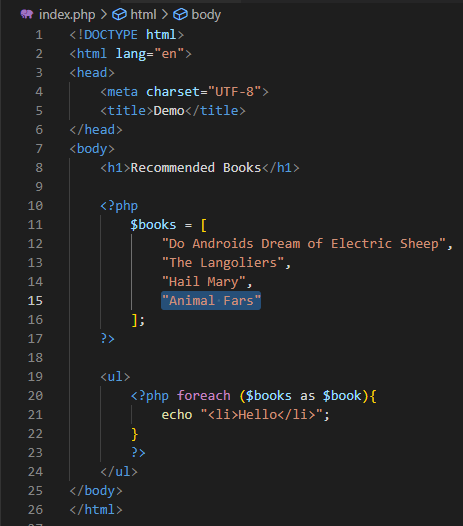 index.php > html > body
1 <!DOCTYPE html>
2 <html lang="en">
3 <head>
4     <meta charset="UTF-8">
5     <title>Demo</title>
6 </head>
7 <body>
8     <h1>Recommended Books</h1>
9
10     <?php
11         $books = [
12             "Do Androids Dream of Electric Sheep",
13             "The Langoliers",
14             "Hail Mary",
15             "Animal·Fars"
16         ];
17     ?>
18
19     <ul>
20         <?php foreach ($books as $book){
21             echo "<li>Hello</li>";
22         }
23         ?>
24     </ul>
25 </body>
26 </html>
27